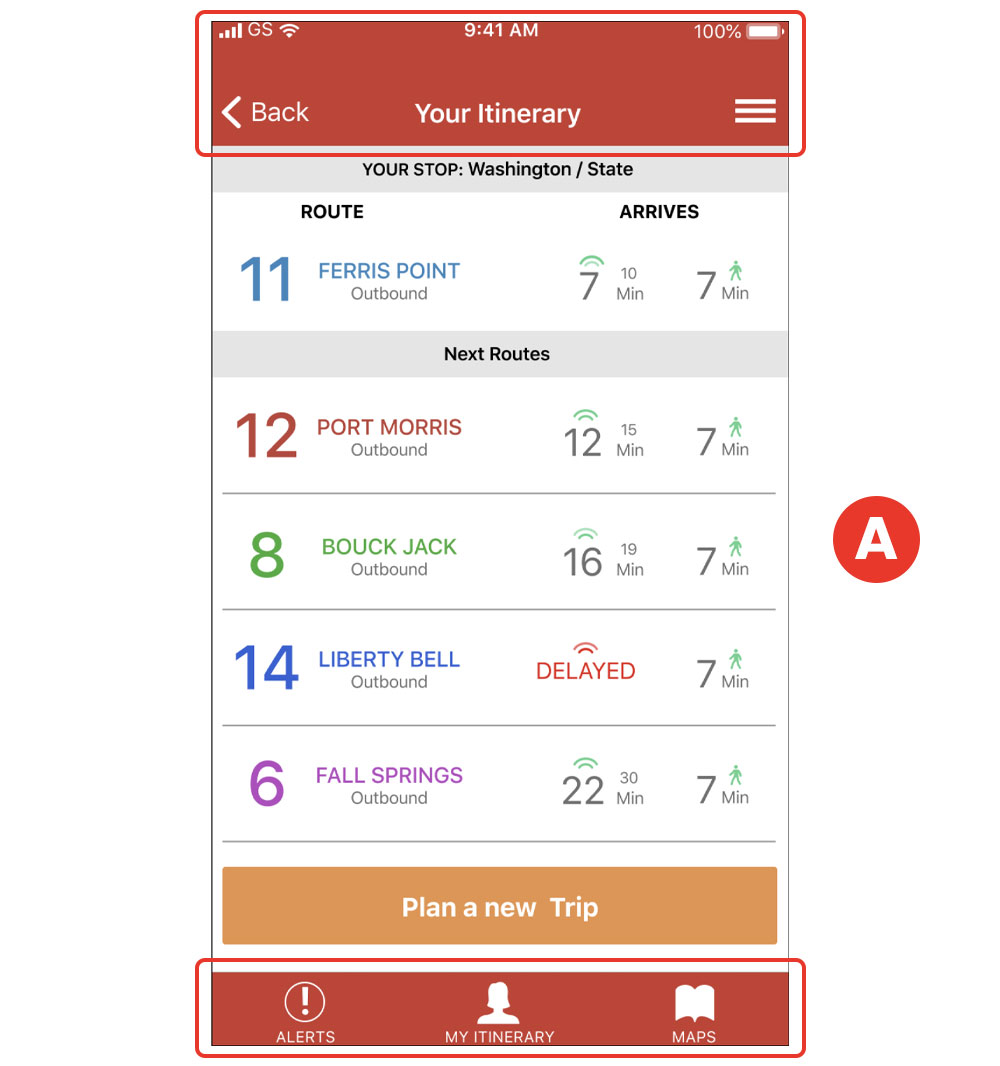 GS 9:41 AM 100%
Back Your Itinerary
YOUR STOP: Washington / State
ROUTE ARRIVES
11 FERRIS POINT 7 10 7
Outbound Min Min
Next Routes
12 PORT MORRIS 12 15 7
Outbound Min Min
A
8 BOUCK JACK 16 19 7
Outbound Min Min
14 LIBERTY BELL DELAYED 7
Outbound Min
6 FALL SPRINGS 22 30 7
Outbound Min Min
Plan a new Trip
ALERTS MY ITINERARY MAPS